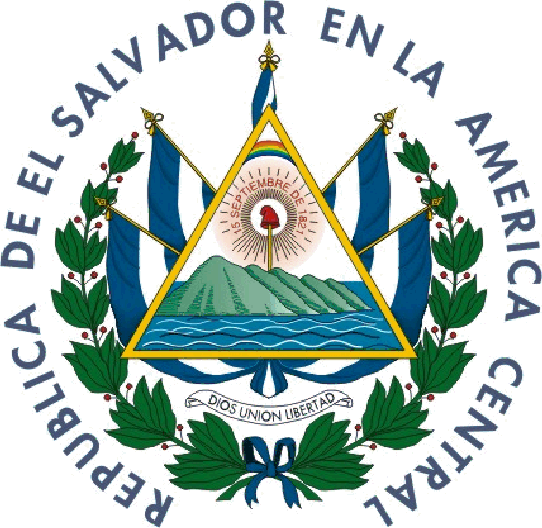 REPUBLICA DE EL SALVADOR EN LA AMERICA CENTRAL
15 SEPTIEMBRE DE 1821
DIOS UNION LIBERTAD